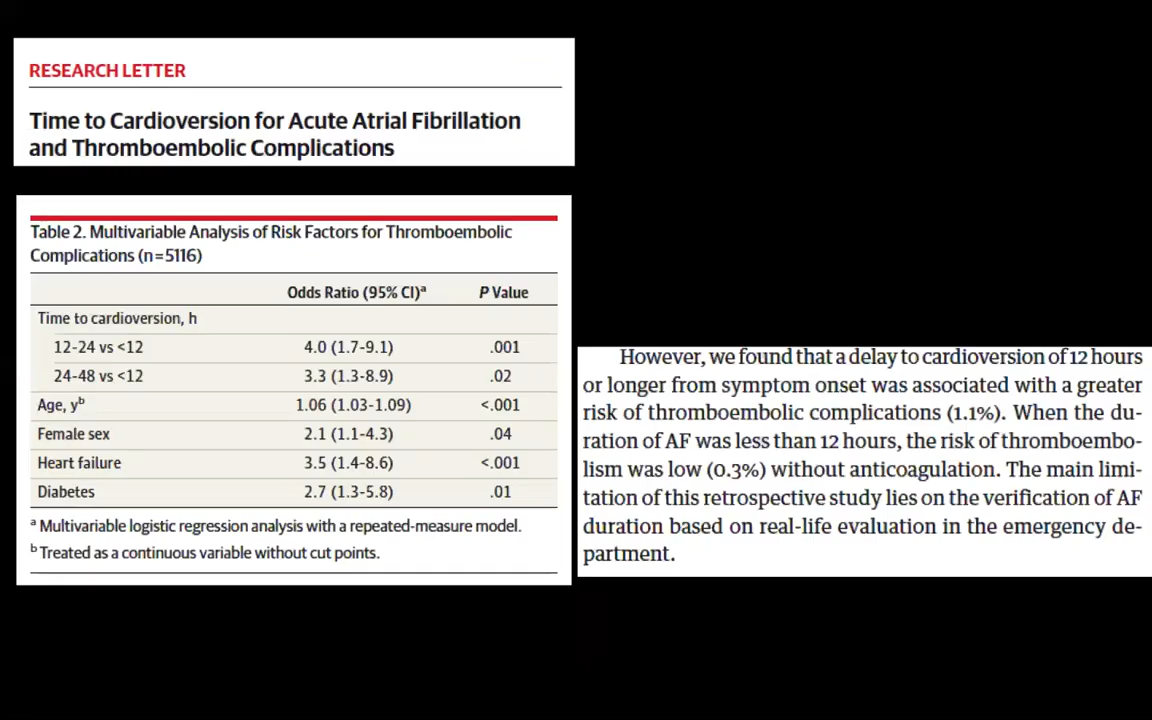 RESEARCH LETTER
Time to Cardioversion for Acute Atrial Fibrillation
and Thromboembolic Complications
Table 2. Multivariable Analysis of Risk Factors for Thromboembolic
Complications (n=5116)
Odds Ratio (95% CI)ª P Value
Time to cardioversion, h
12-24 vs <12 4.0 (1.7-9.1) .001
24-48 vs <12 3.3 (1.3-8.9) .02
Age, yᵇ 1.06 (1.03-1.09) <.001
Female sex 2.1 (1.1-4.3) .04
Heart failure 3.5 (1.4-8.6) <.001
Diabetes 2.7 (1.3-5.8) .01
ª Multivariable logistic regression analysis with a repeated-measure model.
ᵇ Treated as a continuous variable without cut points.
However, we found that a delay to cardioversion of 12 hours
or longer from symptom onset was associated with a greater
risk of thromboembolic complications (1.1%). When the du-
ration of AF was less than 12 hours, the risk of thromboembo-
lism was low (0.3%) without anticoagulation. The main limi-
tation of this retrospective study lies on the verification of AF
duration based on real-life evaluation in the emergency de-
partment.